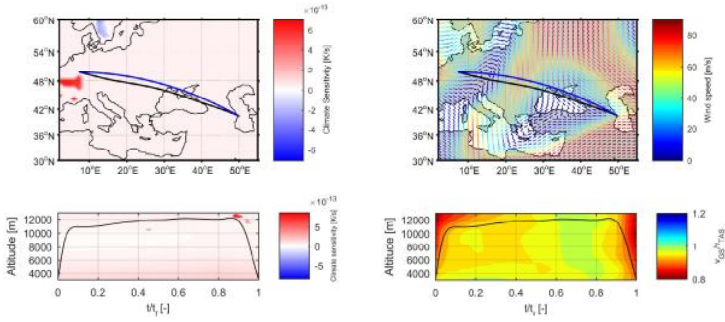 ×10⁻¹³
60°N
54°N
48°N
42°N
36°N
30°N
10°E
20°E
30°E
40°E
50°E
6
4
2
0
-2
-4
-6
Climate Sensitivity [K/s]
60°N
54°N
48°N
42°N
36°N
30°N
10°E
20°E
30°E
40°E
50°E
80
60
40
20
0
Wind speed [m/s]
Altitude [m]
12000
10000
8000
6000
4000
0
0.2
0.4
0.6
0.8
1
t/t_f [-]
×10⁻¹³
5
0
-5
Climate sensitivity [K/s]
Altitude [m]
12000
10000
8000
6000
4000
0
0.2
0.4
0.6
0.8
1
t/t_f [-]
1.2
1
0.8
v_GS/v_TAS